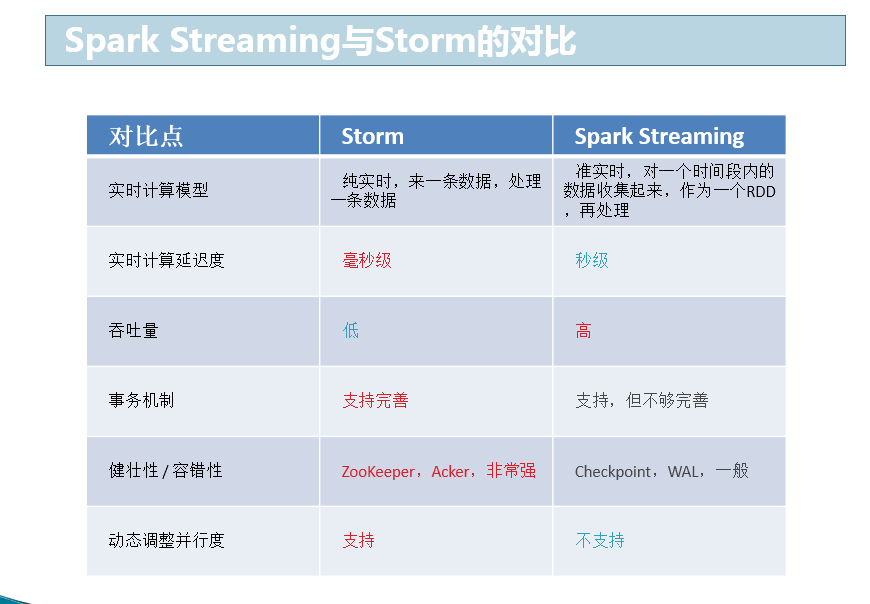 Spark Streaming与Storm的对比
对比点 Storm Spark Streaming
实时计算模型
纯实时，来一条数据，处理
一条数据
准实时，对一个时间段内的
数据收集起来，作为一个RDD
，再处理
实时计算延迟度 毫秒级 秒级
吞吐量 低 高
事务机制 支持完善 支持，但不够完善
健壮性 / 容错性 ZooKeeper，Acker，非常强 Checkpoint，WAL，一般
动态调整并行度 支持 不支持